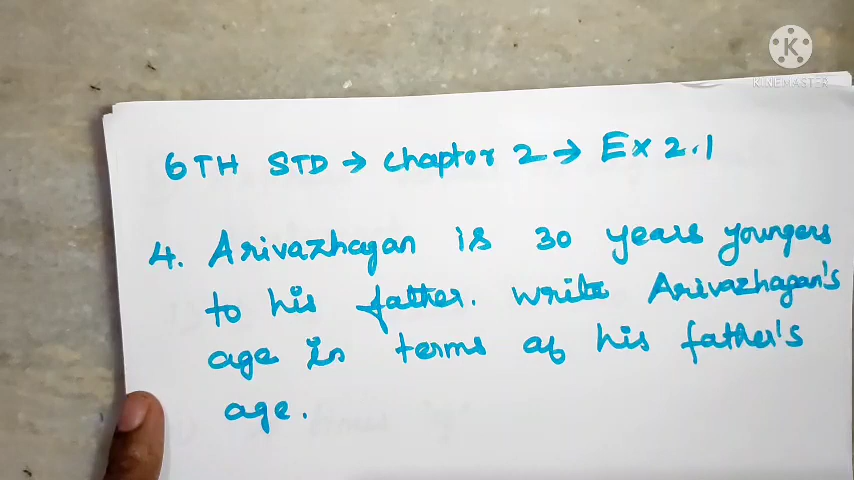 K
KINEMASTER
6TH STD → Chapter 2 → Ex 2.1
4. Arivazhagan is 30 years youngers
to his father. Write Arivazhagan's
age in terms of his father's
age.